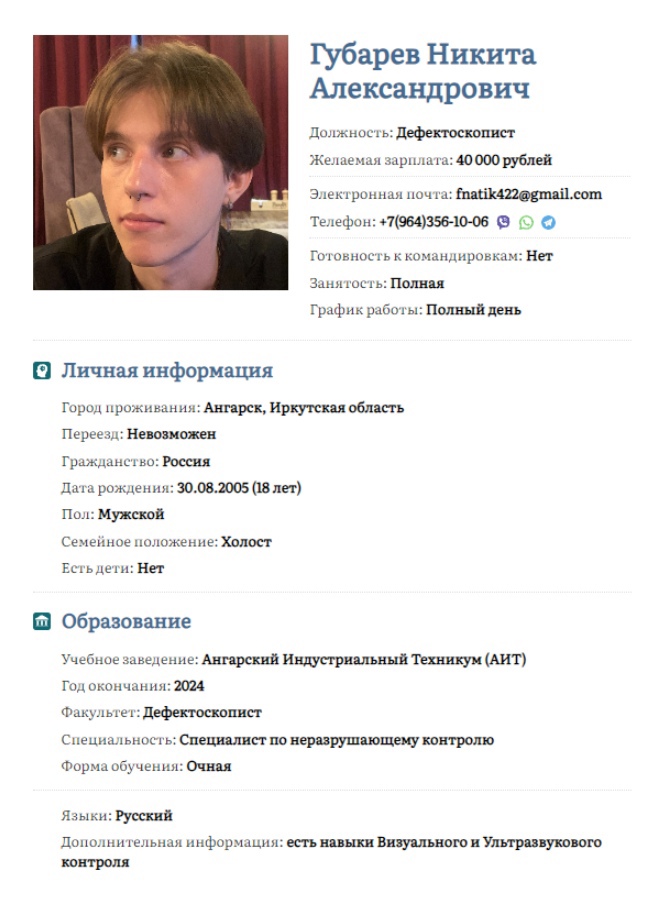 Губарев Никита
Александрович
Должность: Дефектоскопист
Желаемая зарплата: 40 000 рублей
Электронная почта: fnatik422@gmail.com
Телефон: +7(964)356-10-06
Готовность к командировкам: Нет
Занятость: Полная
График работы: Полный день
Личная информация
Город проживания: Ангарск, Иркутская область
Переезд: Невозможен
Гражданство: Россия
Дата рождения: 30.08.2005 (18 лет)
Пол: Мужской
Семейное положение: Холост
Есть дети: Нет
Образование
Учебное заведение: Ангарский Индустриальный Техникум (АИТ)
Год окончания: 2024
Факультет: Дефектоскопист
Специальность: Специалист по неразрушающему контролю
Форма обучения: Очная
Языки: Русский
Дополнительная информация: есть навыки Визуального и Ультразвукового
контроля